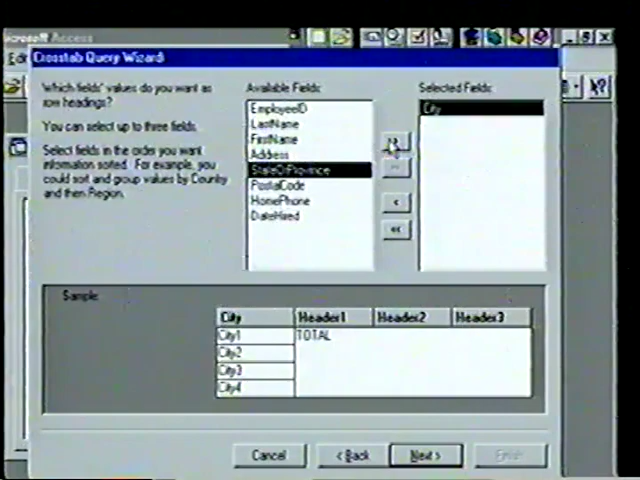 Microsoft Access
Crosstab Query Wizard
Which fields' values do you want as
row headings?
You can select up to three fields.
Select fields in the order you want
information sorted. For example, you
could sort and group values by Country
and then Region.
Available Fields:
EmployeeID
LastName
FirstName
Address
StateOrProvince
PostalCode
HomePhone
DateHired
>
>>
<
<<
Selected Fields:
City
Sample:
City Header1 Header2 Header3
City1 TOTAL
City2
City3
City4
Cancel
< Back
Next >
Finish